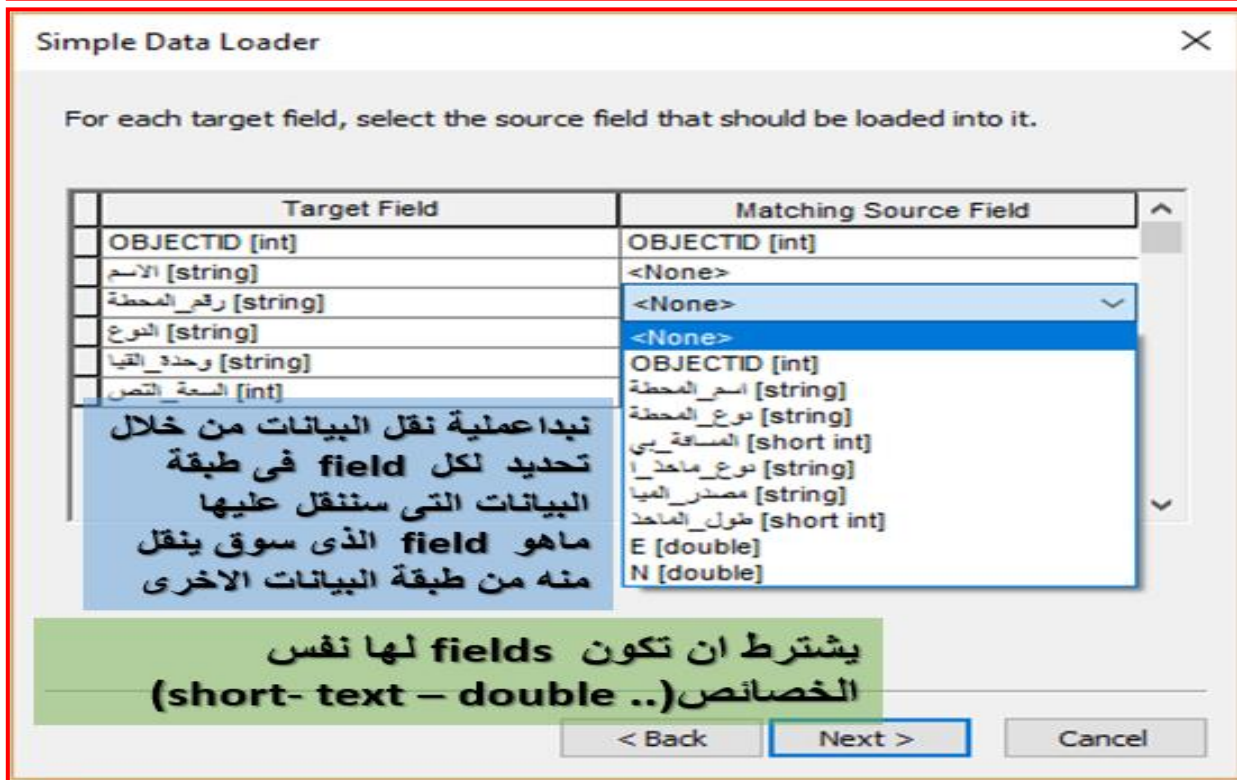 Simple Data Loader
For each target field, select the source field that should be loaded into it.
Target Field Matching Source Field
OBJECTID [int] OBJECTID [int]
الاسم [string] <None>
رقم_المحطة [string] <None>
النوع [string] <None>
وحدة_القيا [string] OBJECTID [int]
السعة_التص [int] اسم_المحطة [string]
نوع_المحطة [string]
المسافة_بي [short int]
نوع_ماخذ_ا [string]
مصدر_الميا [string]
طول_الماخذ [short int]
E [double]
N [double]
نبداعملية نقل البيانات من خلال
تحديد لكل field فى طبقة
البيانات التى سننقل عليها
ماهو field الذى سوق ينقل
منه من طبقة البيانات الاخرى
يشترط ان تكون fields لها نفس
الخصائص(.. short- text – double)
< Back Next > Cancel